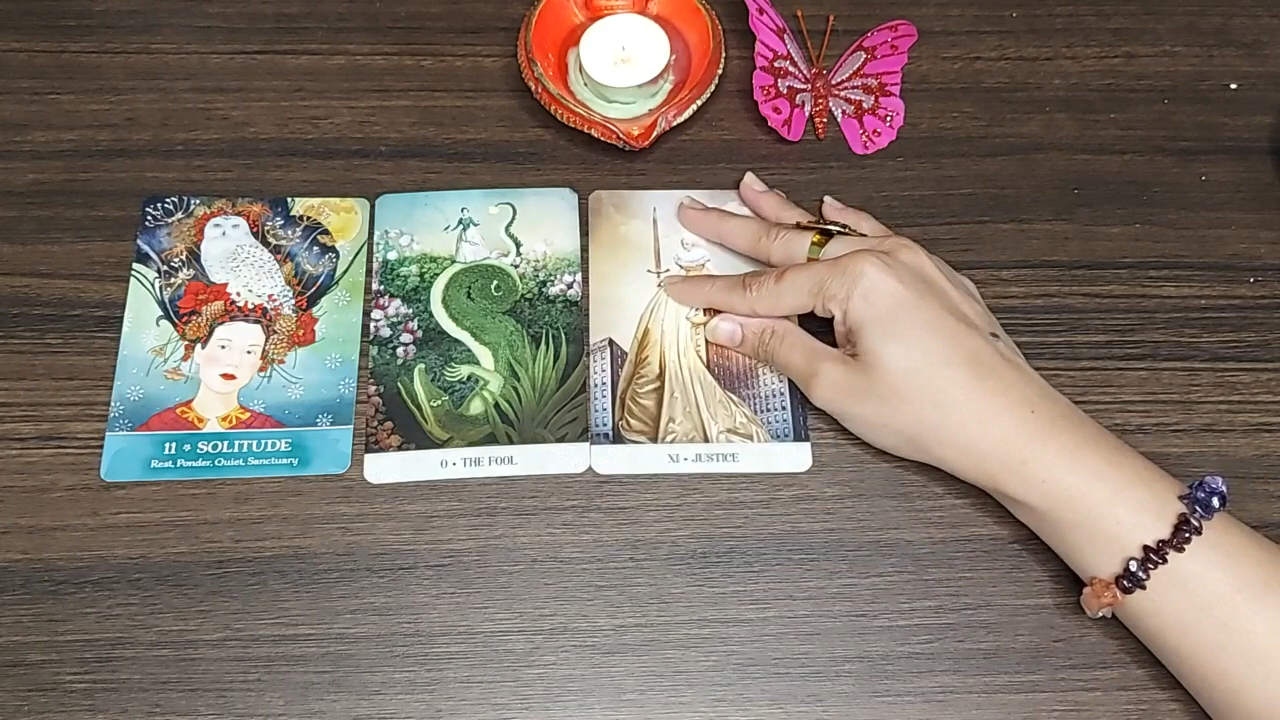 11 ✲ SOLITUDE
Rest, Ponder, Quiet, Sanctuary
0 • THE FOOL
XI • JUSTICE